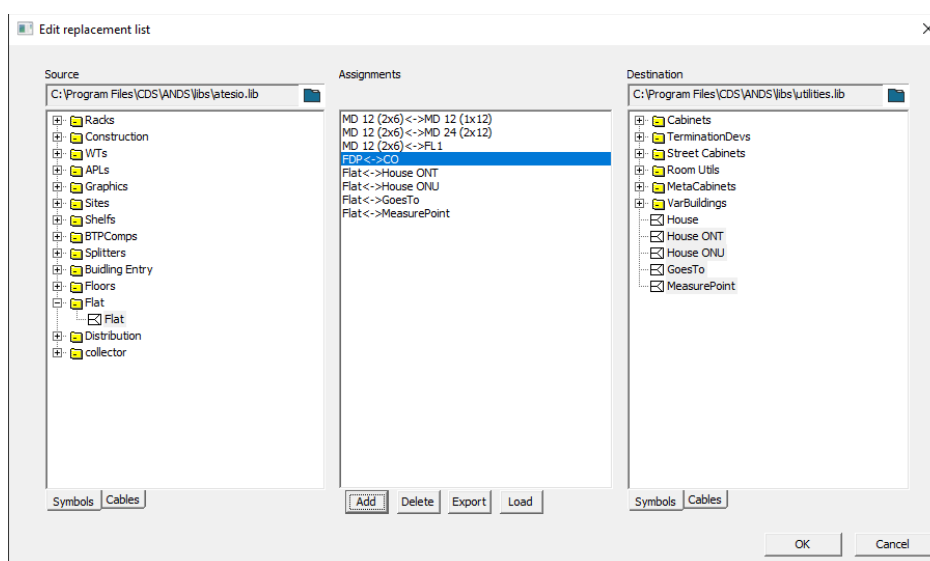 Edit replacement list
Source
C:\Program Files\CDS\ANDS\libs\atesio.lib
Racks
Construction
WTs
APLs
Graphics
Sites
Shelfs
BTPComps
Splitters
Buidling Entry
Floors
Flat
Flat
Distribution
collector
Symbols
Cables
Assignments
MD 12 (2x6)<->MD 12 (1x12)
MD 12 (2x6)<->MD 24 (2x12)
MD 12 (2x6)<->FL1
FDP<->CO
Flat<->House ONT
Flat<->House ONU
Flat<->GoesTo
Flat<->MeasurePoint
Add
Delete
Export
Load
Destination
C:\Program Files\CDS\ANDS\libs\utilities.lib
Cabinets
TerminationDevs
Street Cabinets
Room Utils
MetaCabinets
VarBuildings
House
House ONT
House ONU
GoesTo
MeasurePoint
Symbols
Cables
OK
Cancel